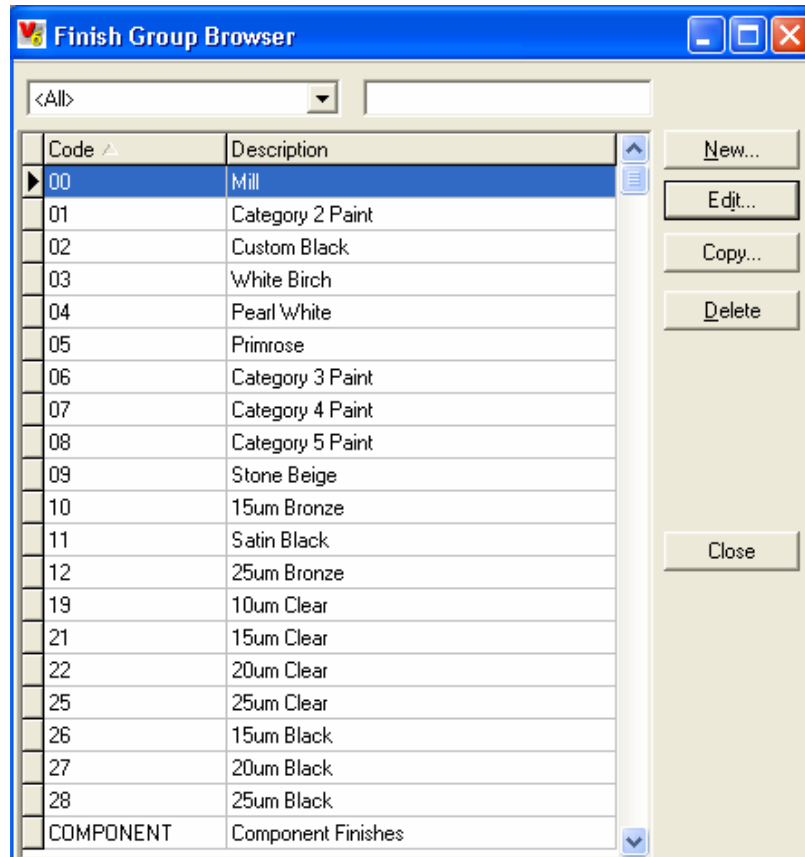 Finish Group Browser
<All>
Code Description
00 Mill
01 Category 2 Paint
02 Custom Black
03 White Birch
04 Pearl White
05 Primrose
06 Category 3 Paint
07 Category 4 Paint
08 Category 5 Paint
09 Stone Beige
10 15um Bronze
11 Satin Black
12 25um Bronze
19 10um Clear
21 15um Clear
22 20um Clear
25 25um Clear
26 15um Black
27 20um Black
28 25um Black
COMPONENT Component Finishes
New...
Edit...
Copy...
Delete
Close